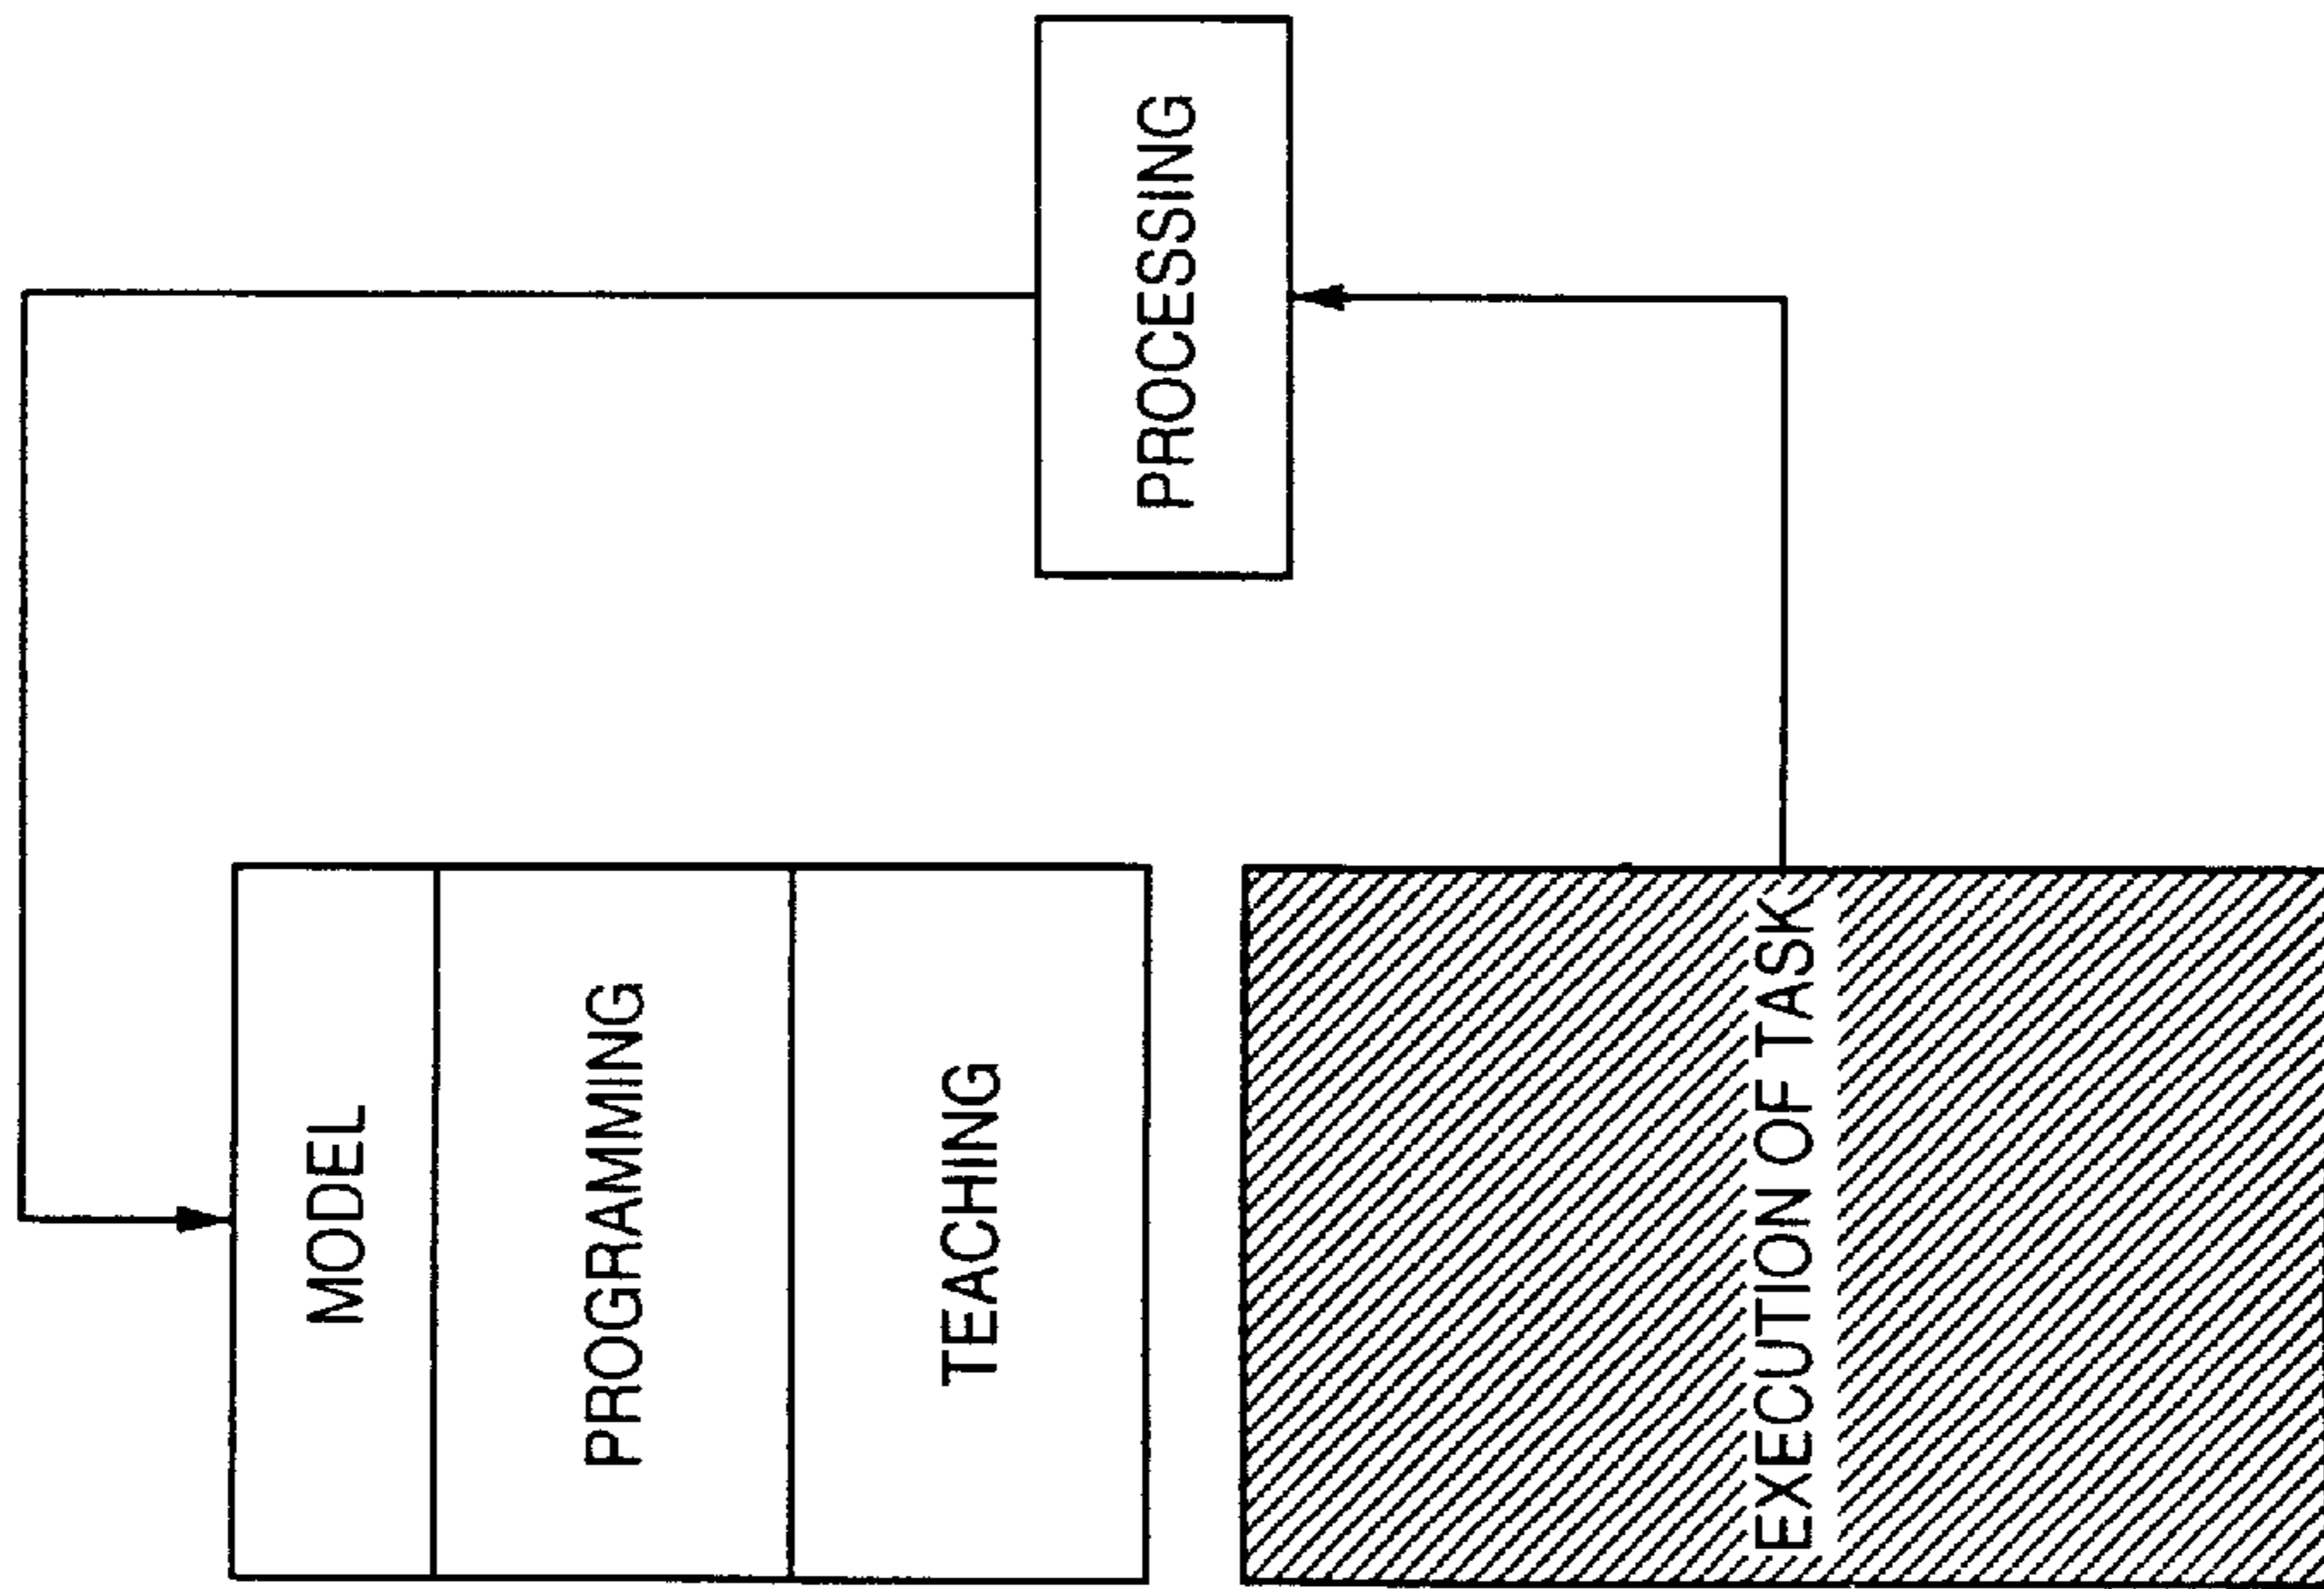 MODEL
PROGRAMMING
TEACHING
EXECUTION OF TASK
PROCESSING